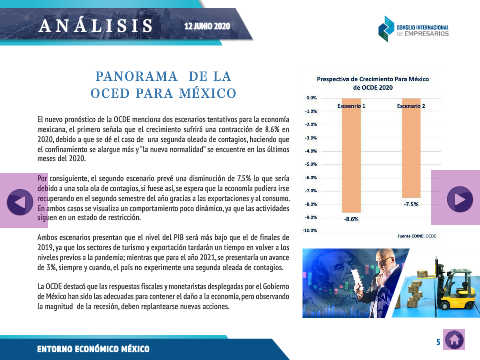 ANÁLISIS
12 JUNIO 2020
CONSEJO INTERNACIONAL
DE EMPRESARIOS
PANORAMA DE LA
OCED PARA MÉXICO
El nuevo pronóstico de la OCDE menciona dos escenarios tentativos para la economía
mexicana, el primero señala que el crecimiento sufrirá una contracción de 8.6% en
2020, debido a que se dé el caso de una segunda oleada de contagios, haciendo que
el confinamiento se alargue más y "la nueva normalidad" se encuentre en los últimos
meses del 2020.
Por consiguiente, el segundo escenario prevé una disminución de 7.5% lo que sería
debido a una sola ola de contagios, si fuese así, se espera que la economía pudiera irse
recuperando en el segundo semestre del año gracias a las exportaciones y al consumo.
En ambos casos se visualiza un comportamiento poco dinámico, ya que las actividades
siguen en un estado de restricción.
Ambos escenarios presentan que el nivel del PIB será más bajo que el de finales de
2019, ya que los sectores de turismo y exportación tardarán un tiempo en volver a los
niveles previos a la pandemia; mientras que para el año 2021, se presentaría un avance
de 3%, siempre y cuando, el país no experimente una segunda oleada de contagios.
La OCDE destacó que las respuestas fiscales y monetaristas desplegadas por el Gobierno
de México han sido las adecuadas para contener el daño a la economía, pero observando
la magnitud de la recesión, deben replantearse nuevas acciones.
Prespectiva de Crecimiento Para México
de OCDE 2020
0.0%
Escenario 1
Escenario 2
-1.0%
-2.0%
-3.0%
-4.0%
-5.0%
-6.0%
-7.0%
-8.0%
-9.0%
-10.0%
-8.6%
-7.5%
Fuente COINE: OCDE
ENTORNO ECONÓMICO MÉXICO
5